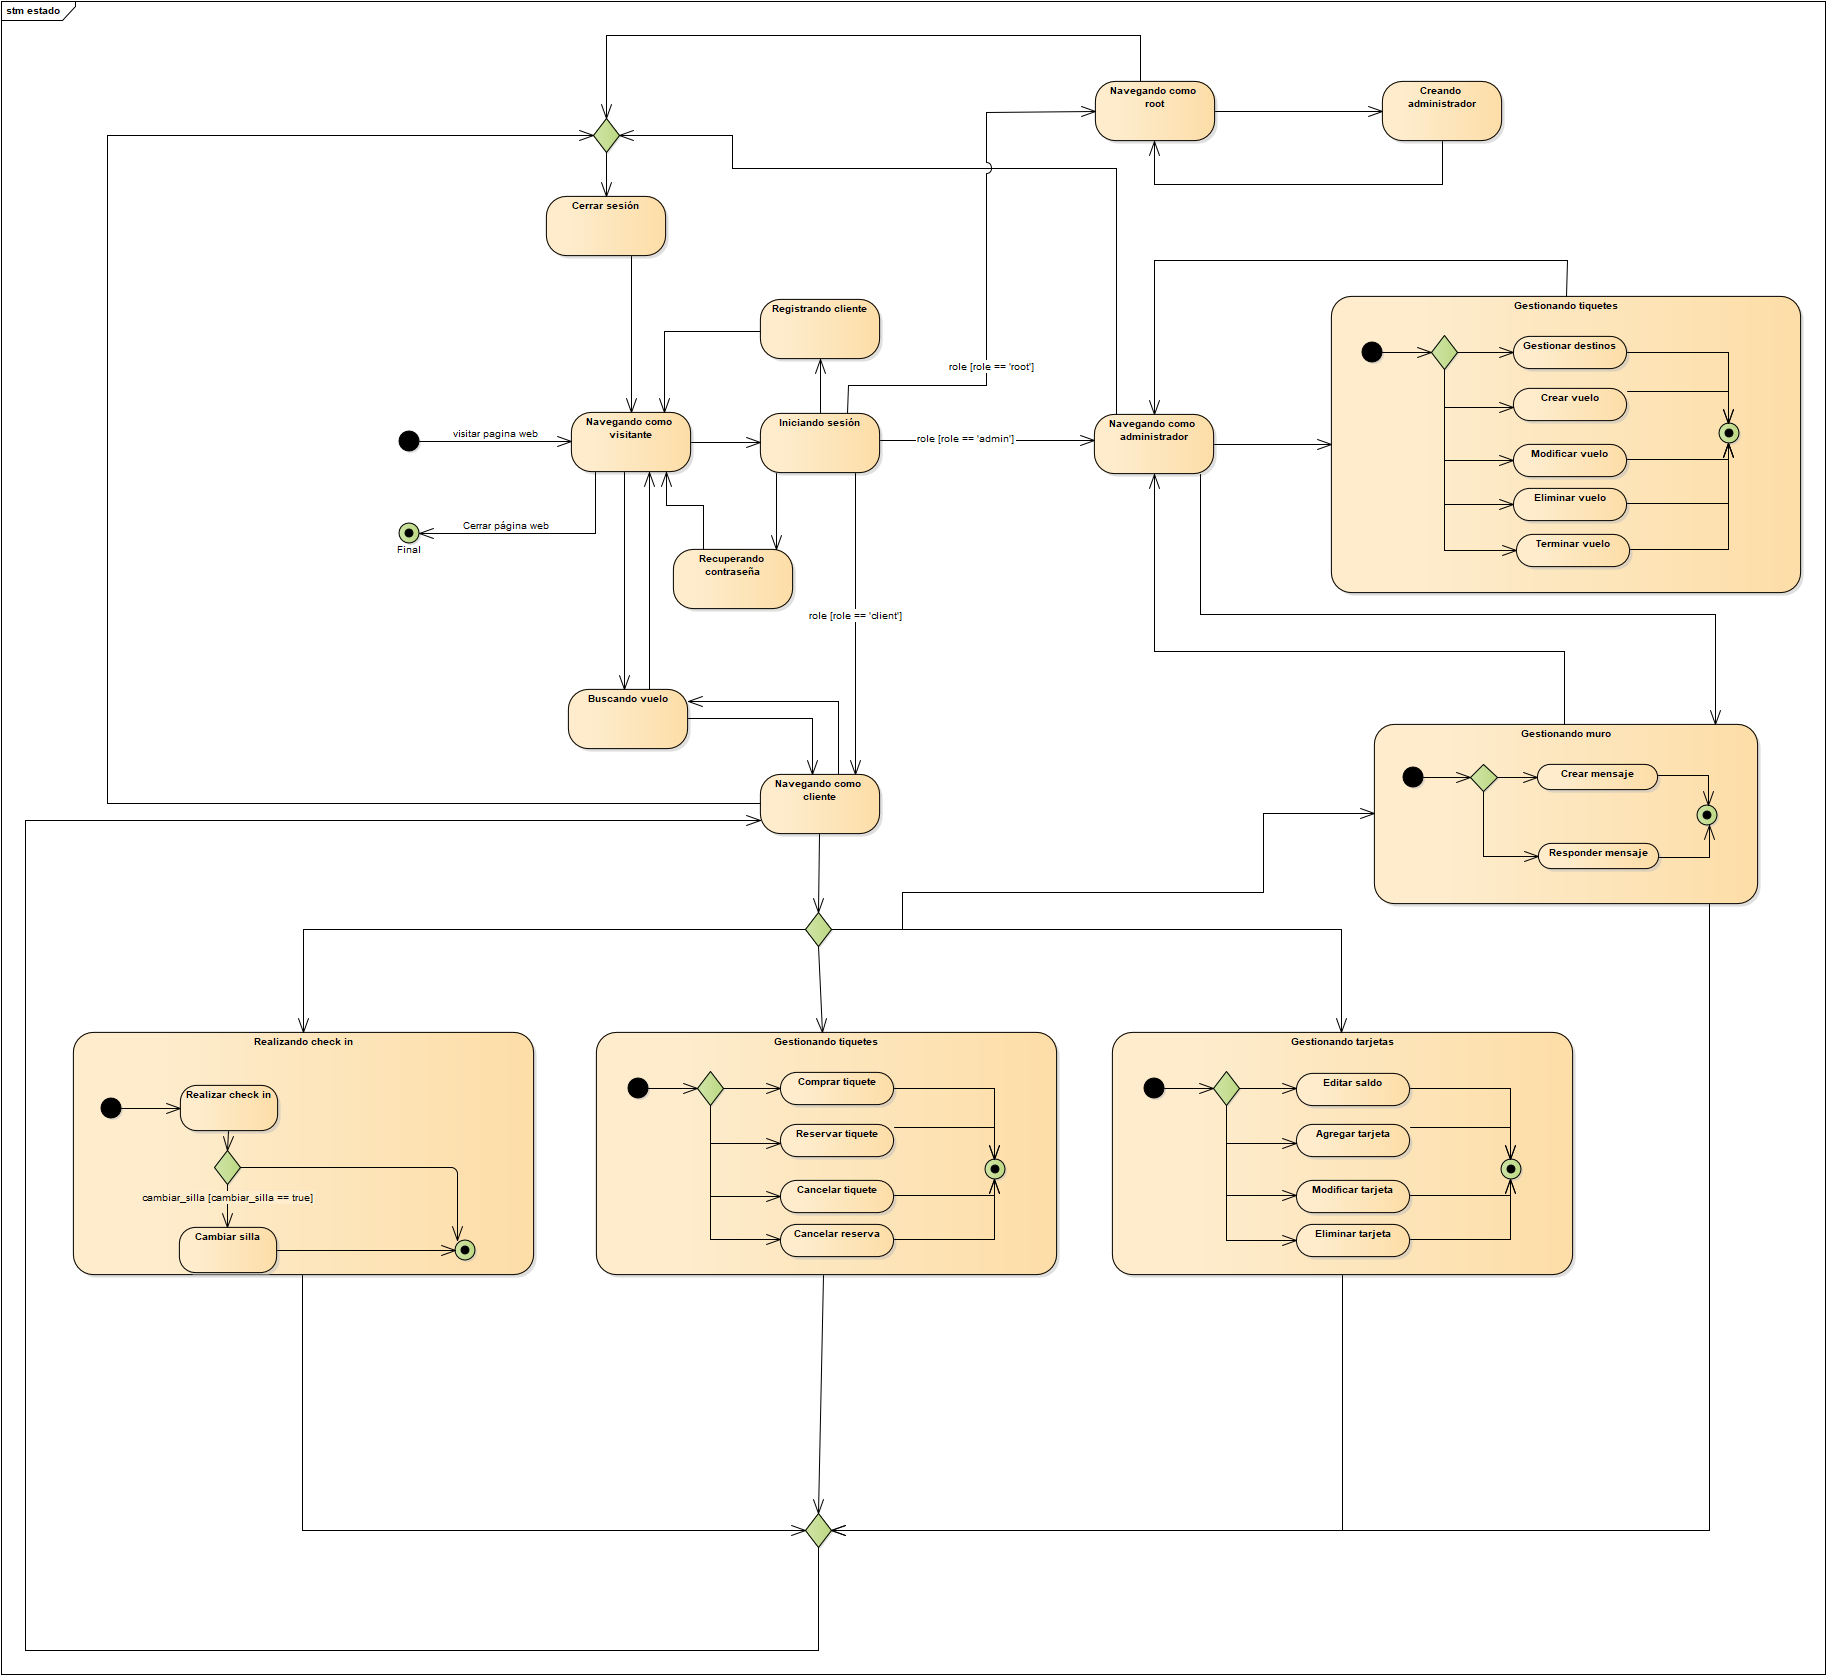 stm estado
Navegando como
root
Creando
administrador
Cerrar sesión
Registrando cliente
Gestionando tiquetes
Gestionar destinos
Crear vuelo
Modificar vuelo
Eliminar vuelo
Terminar vuelo
role [role == 'root']
visitar pagina web
Navegando como
visitante
Iniciando sesión
role [role == 'admin']
Navegando como
administrador
Cerrar página web
Final
Recuperando
contraseña
role [role == 'client']
Buscando vuelo
Navegando como
cliente
Gestionando muro
Crear mensaje
Responder mensaje
Realizando check in
Realizar check in
cambiar_silla [cambiar_silla == true]
Cambiar silla
Gestionando tiquetes
Comprar tiquete
Reservar tiquete
Cancelar tiquete
Cancelar reserva
Gestionando tarjetas
Editar saldo
Agregar tarjeta
Modificar tarjeta
Eliminar tarjeta